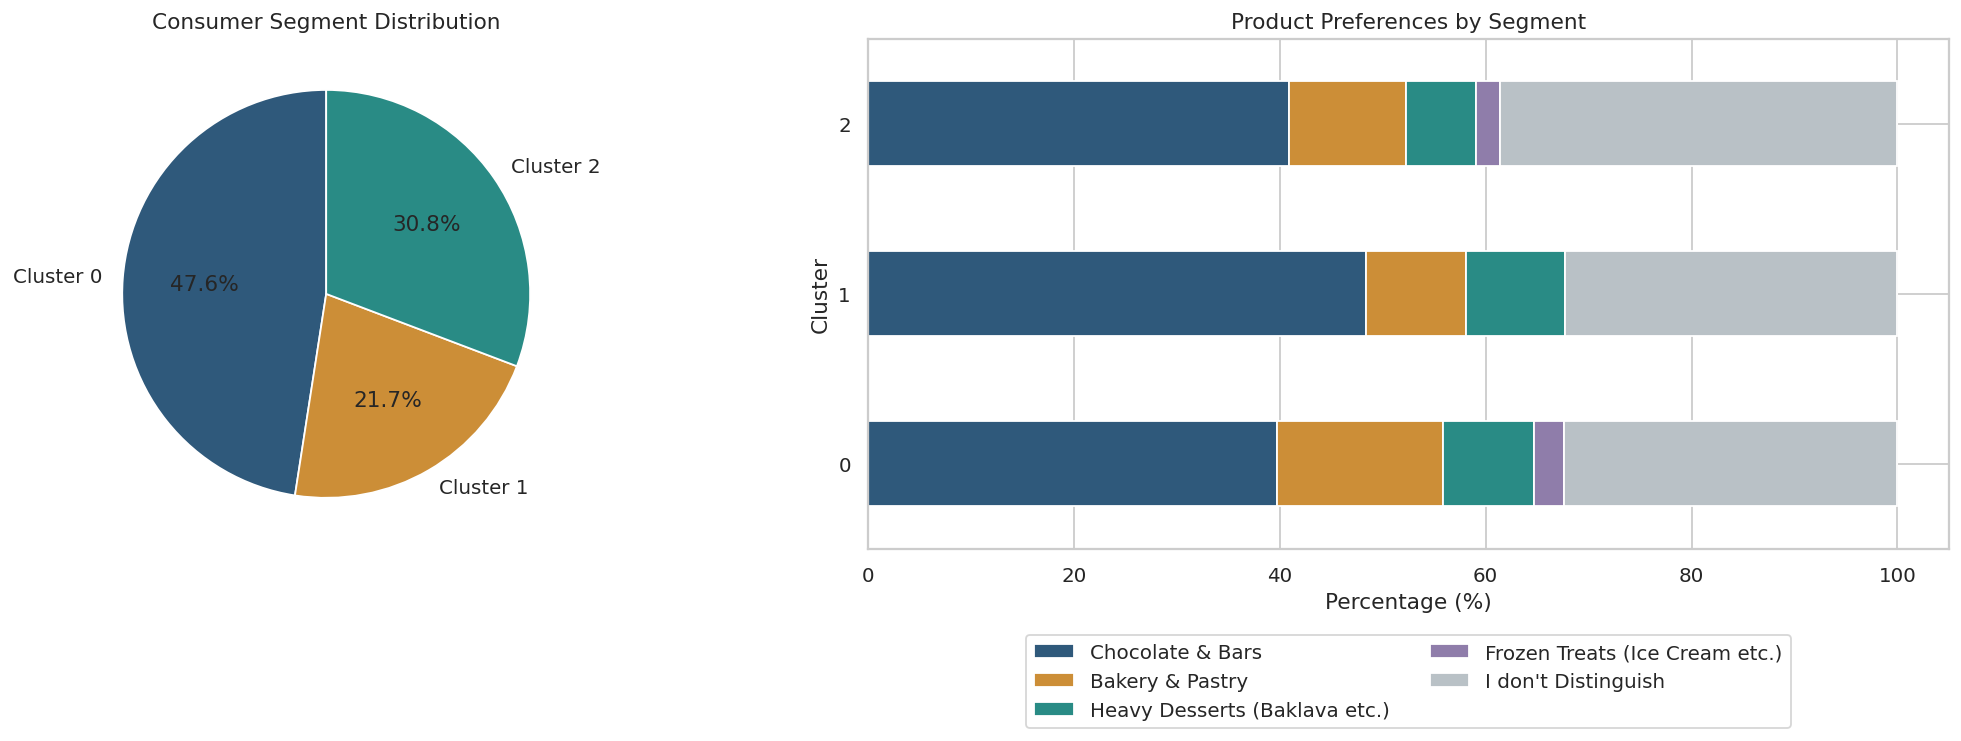 Consumer Segment Distribution
Cluster 0
47.6%
Cluster 1
21.7%
Cluster 2
30.8%
Product Preferences by Segment
Cluster
2
1
0
0 20 40 60 80 100
Percentage (%)
Chocolate & Bars
Bakery & Pastry
Heavy Desserts (Baklava etc.)
Frozen Treats (Ice Cream etc.)
I don't Distinguish